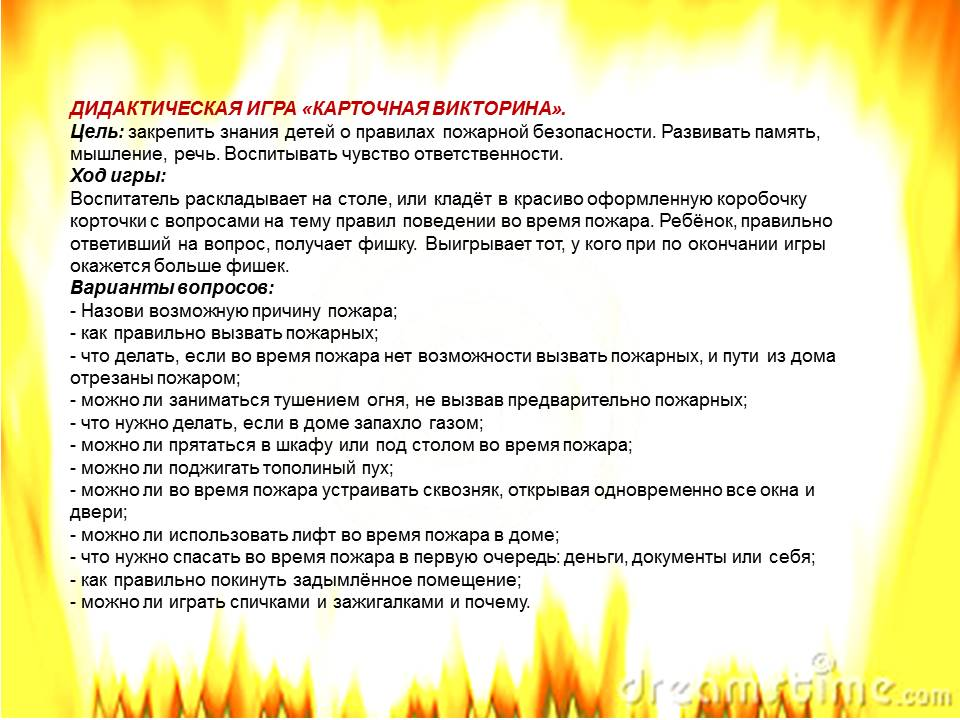 ДИДАКТИЧЕСКАЯ ИГРА «КАРТОЧНАЯ ВИКТОРИНА».
Цель: закрепить знания детей о правилах пожарной безопасности. Развивать память,
мышление, речь. Воспитывать чувство ответственности.
Ход игры:
Воспитатель раскладывает на столе, или кладёт в красиво оформленную коробочку
корточки с вопросами на тему правил поведении во время пожара. Ребёнок, правильно
ответивший на вопрос, получает фишку. Выигрывает тот, у кого при по окончании игры
окажется больше фишек.
Варианты вопросов:
- Назови возможную причину пожара;
- как правильно вызвать пожарных;
- что делать, если во время пожара нет возможности вызвать пожарных, и пути из дома
отрезаны пожаром;
- можно ли заниматься тушением огня, не вызвав предварительно пожарных;
- что нужно делать, если в доме запахло газом;
- можно ли прятаться в шкафу или под столом во время пожара;
- можно ли поджигать тополиный пух;
- можно ли во время пожара устраивать сквозняк, открывая одновременно все окна и
двери;
- можно ли использовать лифт во время пожара в доме;
- что нужно спасать во время пожара в первую очередь: деньги, документы или себя;
- как правильно покинуть задымлённое помещение;
- можно ли играть спичками и зажигалками и почему.
dreamstime.com